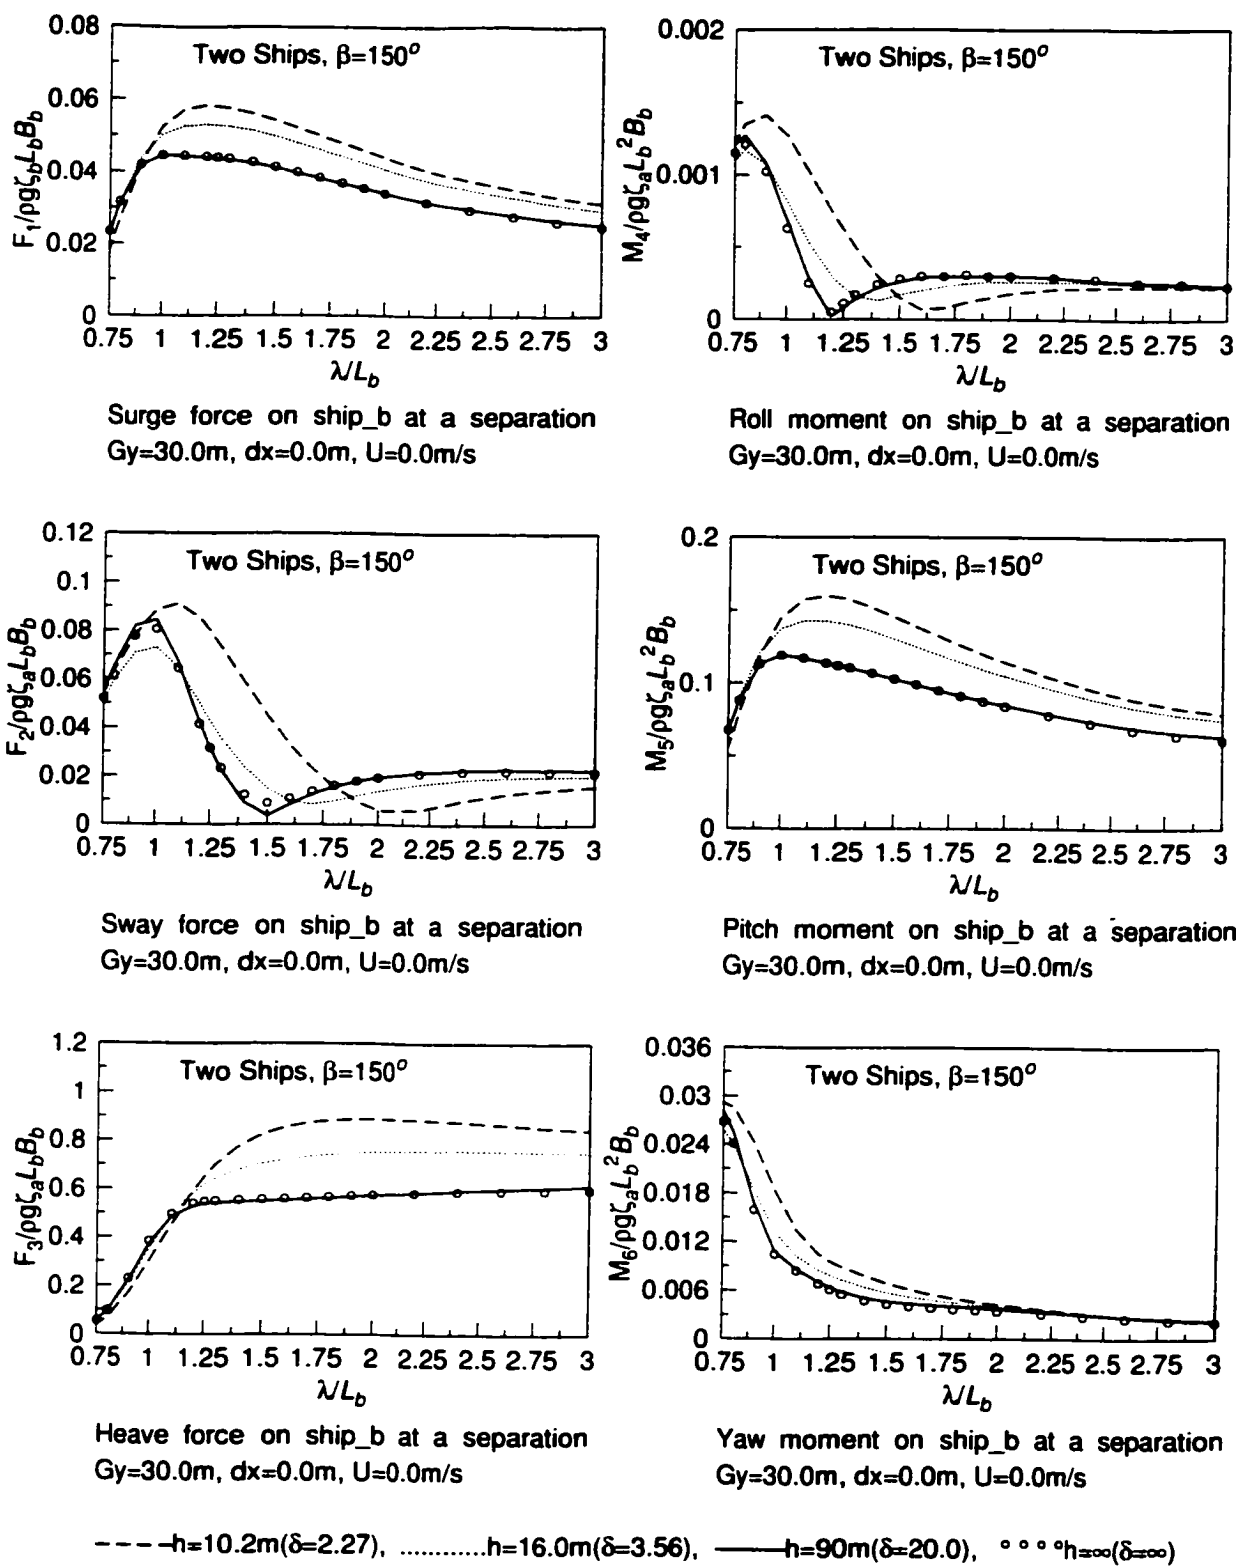 0.08
0.06
0.04
0.02
0
F₁/ρgζ_bL_bB_b
Two Ships, β=150°
0.75 1 1.25 1.5 1.75 2 2.25 2.5 2.75 3
λ/L_b
Surge force on ship_b at a separation
Gy=30.0m, dx=0.0m, U=0.0m/s
0.002
0.001
0
M₄/ρgζ_aL_b²B_b
Two Ships, β=150°
0.75 1 1.25 1.5 1.75 2 2.25 2.5 2.75 3
λ/L_b
Roll moment on ship_b at a separation
Gy=30.0m, dx=0.0m, U=0.0m/s
0.12
0.1
0.08
0.06
0.04
0.02
0
F₂/ρgζ_aL_bB_b
Two Ships, β=150°
0.75 1 1.25 1.5 1.75 2 2.25 2.5 2.75 3
λ/L_b
Sway force on ship_b at a separation
Gy=30.0m, dx=0.0m, U=0.0m/s
0.2
0.1
0
M₅/ρgζ_aL_b²B_b
Two Ships, β=150°
0.75 1 1.25 1.5 1.75 2 2.25 2.5 2.75 3
λ/L_b
Pitch moment on ship_b at a separation
Gy=30.0m, dx=0.0m, U=0.0m/s
1.2
1
0.8
0.6
0.4
0.2
0
F₃/ρgζ_aL_bB_b
Two Ships, β=150°
0.75 1 1.25 1.5 1.75 2 2.25 2.5 2.75 3
λ/L_b
Heave force on ship_b at a separation
Gy=30.0m, dx=0.0m, U=0.0m/s
0.036
0.03
0.024
0.018
0.012
0.006
0
M₆/ρgζ_aL_b²B_b
Two Ships, β=150°
0.75 1 1.25 1.5 1.75 2 2.25 2.5 2.75 3
λ/L_b
Yaw moment on ship_b at a separation
Gy=30.0m, dx=0.0m, U=0.0m/s
h=10.2m(δ=2.27), h=16.0m(δ=3.56), h=90m(δ=20.0), h=∞(δ=∞)